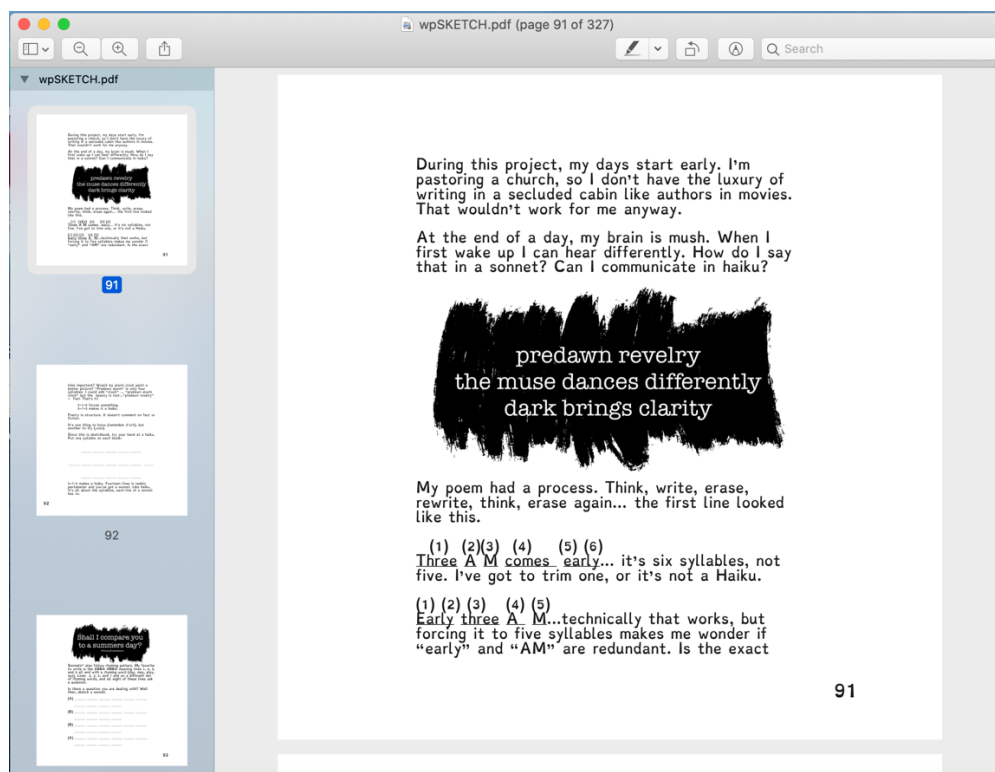 wpSKETCH.pdf (page 91 of 327)
Search
wpSKETCH.pdf
During this project, my days start early. I'm
pastoring a church, so I don't have the luxury of
writing in a secluded cabin like authors in movies.
That wouldn't work for me anyway.
At the end of a day, my brain is mush. When I
first wake up I can hear differently. How do I say
that in a sonnet? Can I communicate in haiku?
predawn revelry
the muse dances differently
dark brings clarity
My poem had a process. Think, write, erase,
rewrite, think, erase again... the first line looked
like this.
(1) (2)(3) (4) (5) (6)
Three A M comes early... it's six syllables, not
five. I've got to trim one, or it's not a Haiku.
(1) (2) (3) (4) (5)
Early three A M...technically that works, but
forcing it to five syllables makes me wonder if
"early" and "AM" are redundant. Is the exact
91
91
92
Shall I compare you
to a summers day?